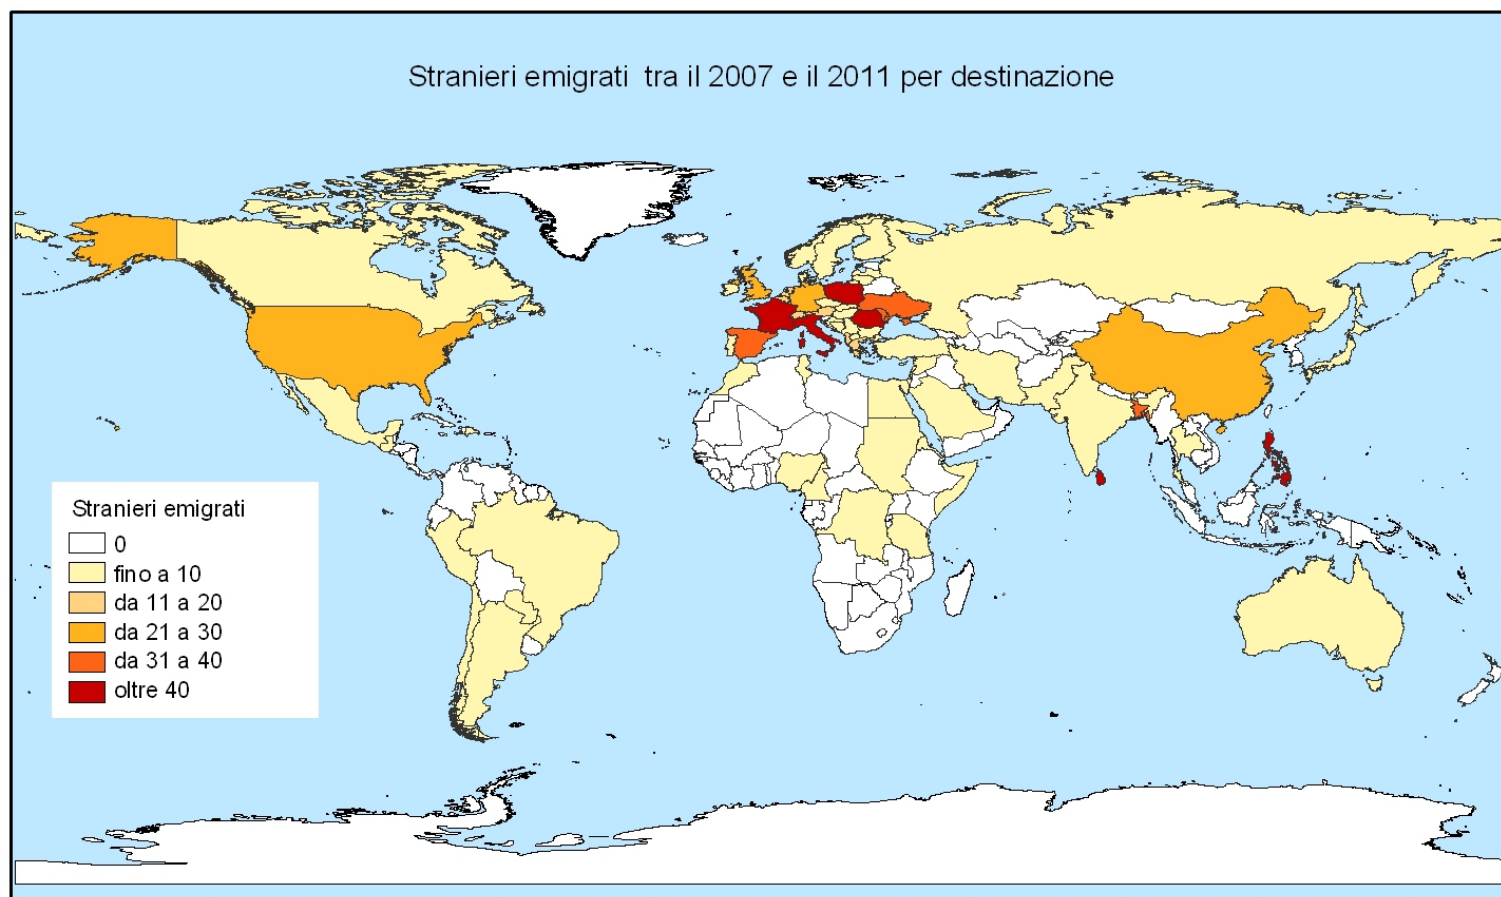 Stranieri emigrati  tra il 2007 e il 2011 per destinazione
Stranieri emigrati
0
fino a 10
da 11 a 20
da 21 a 30
da 31 a 40
oltre 40